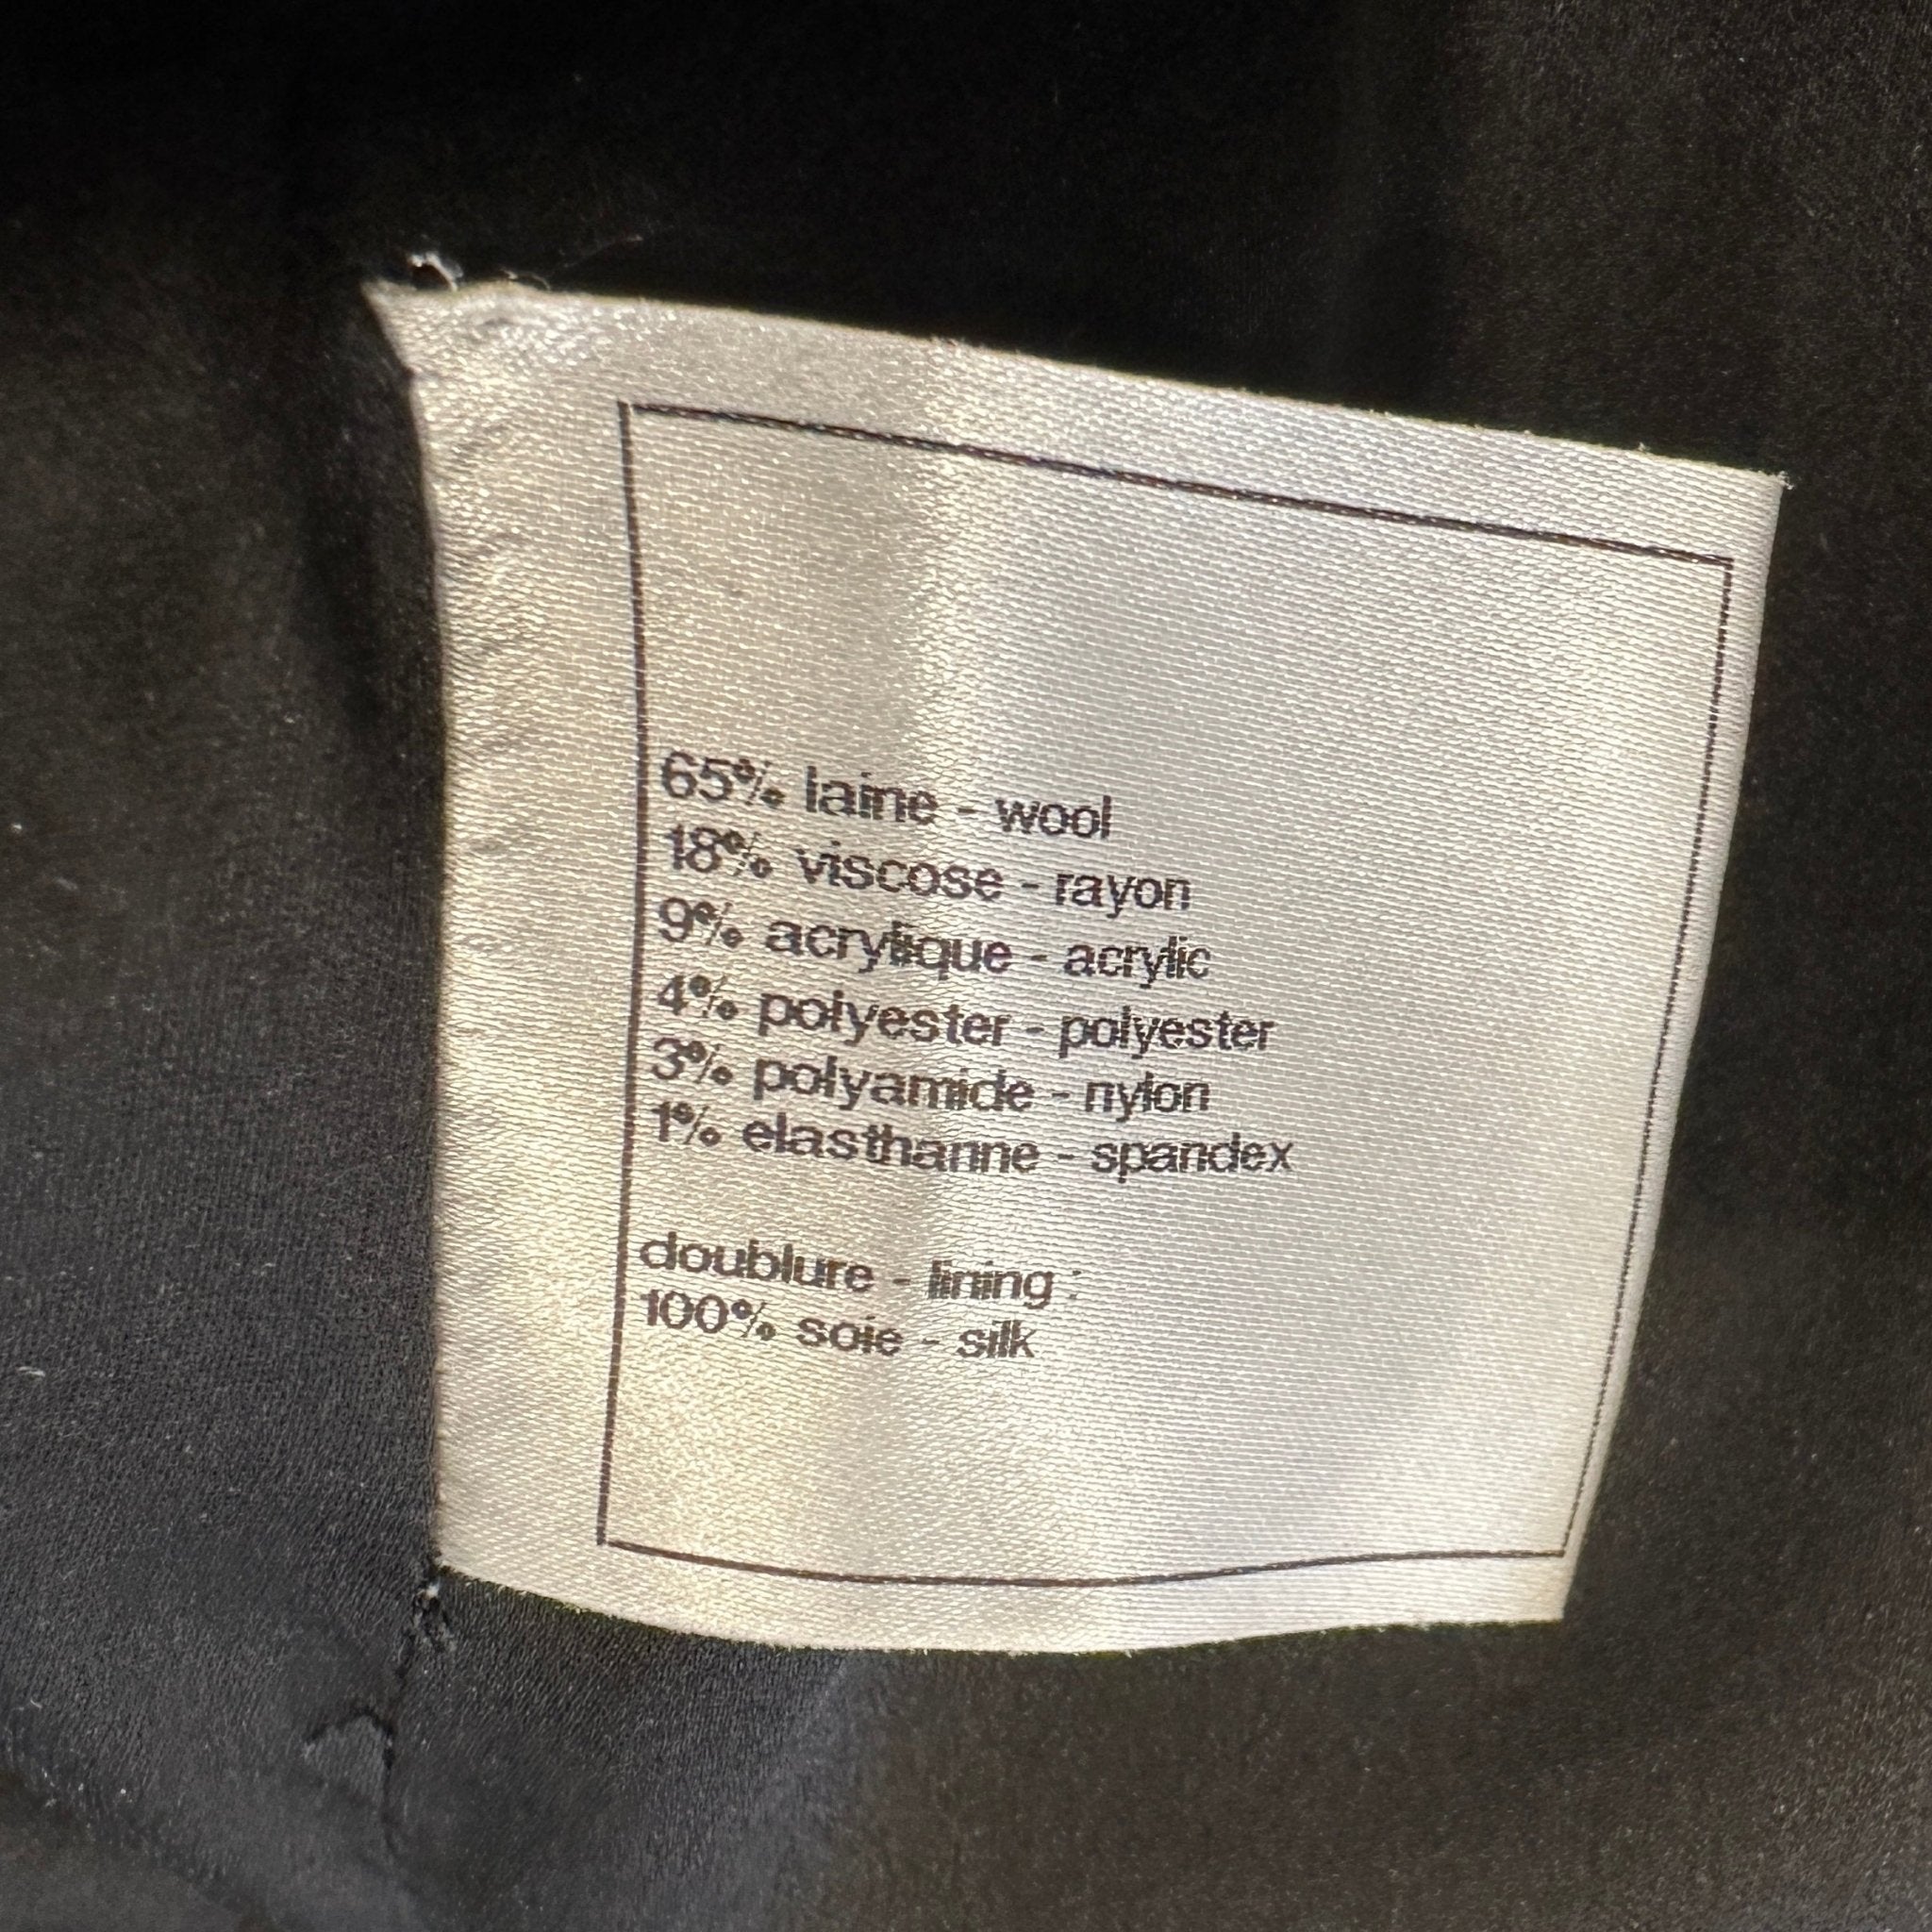 65% laine - wool
18% viscose - rayon
9% acrylique - acrylic
4% polyester - polyester
3% polyamide - nylon
1% elasthanne - spandex
doublure - lining :
100% soie - silk